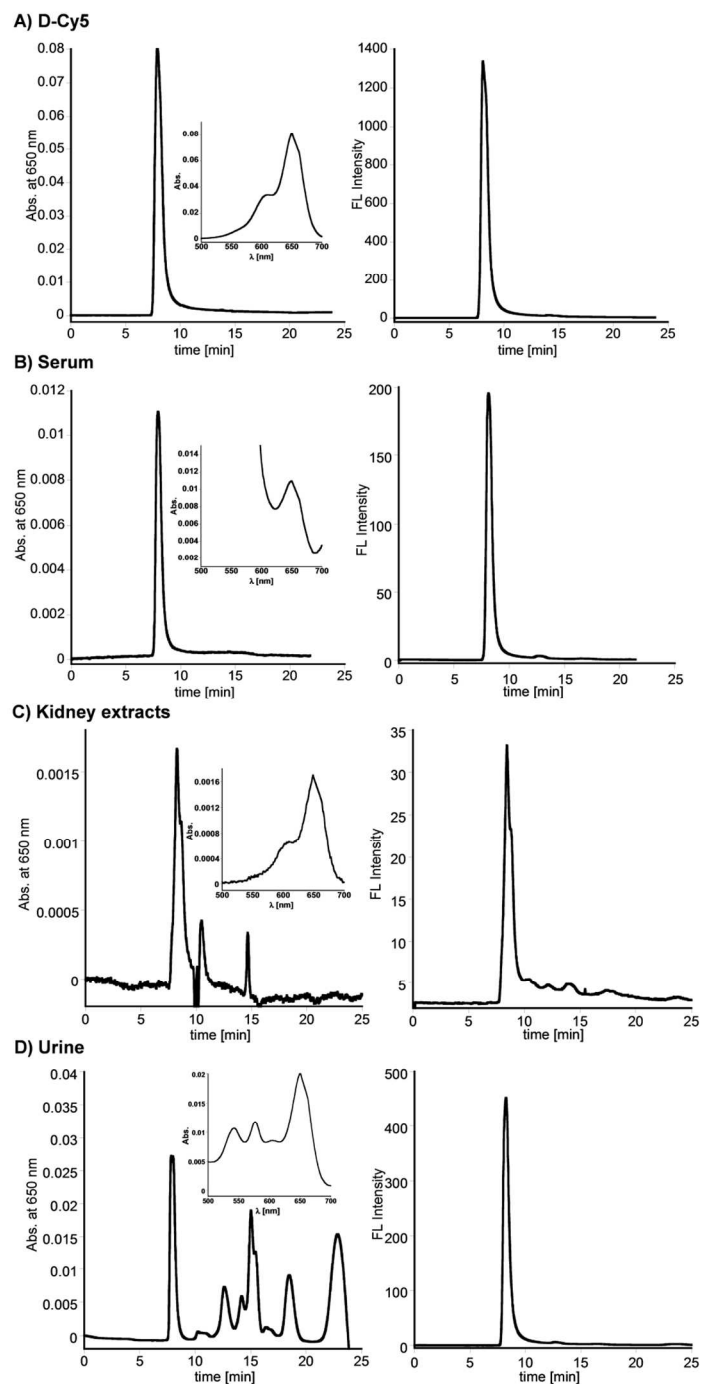 A) D-Cy5
0.08
0.07
0.06
0.05
0.04
0.03
0.02
0.01
0
Abs. at 650 nm
0 5 10 15 20 25
time [min]
0.08
0.06
0.04
0.02
0
Abs.
500 550 600 650 700
λ [nm]
1400
1200
1000
800
600
400
200
0
FL Intensity
0 5 10 15 20 25
time [min]
B) Serum
0.012
0.01
0.008
0.006
0.004
0.002
0
Abs. at 650 nm
0 5 10 15 20 25
time [min]
0.014
0.012
0.01
0.008
0.006
0.004
0.002
Abs.
500 550 600 650 700
λ [nm]
200
150
100
50
0
FL Intensity
0 5 10 15 20 25
time [min]
C) Kidney extracts
0.0015
0.001
0.0005
0
Abs. at 650 nm
0 5 10 15 20 25
time [min]
0.0016
0.0012
0.0008
0.0004
0
Abs.
500 550 600 650 700
λ [nm]
35
30
25
20
15
10
5
FL Intensity
0 5 10 15 20 25
time [min]
D) Urine
0.04
0.035
0.03
0.025
0.02
0.015
0.01
0.005
0
Abs. at 650 nm
0 5 10 15 20 25
time [min]
0.02
0.015
0.01
0.005
0
Abs.
500 550 600 650 700
λ [nm]
500
400
300
200
100
0
FL Intensity
0 5 10 15 20 25
time [min]